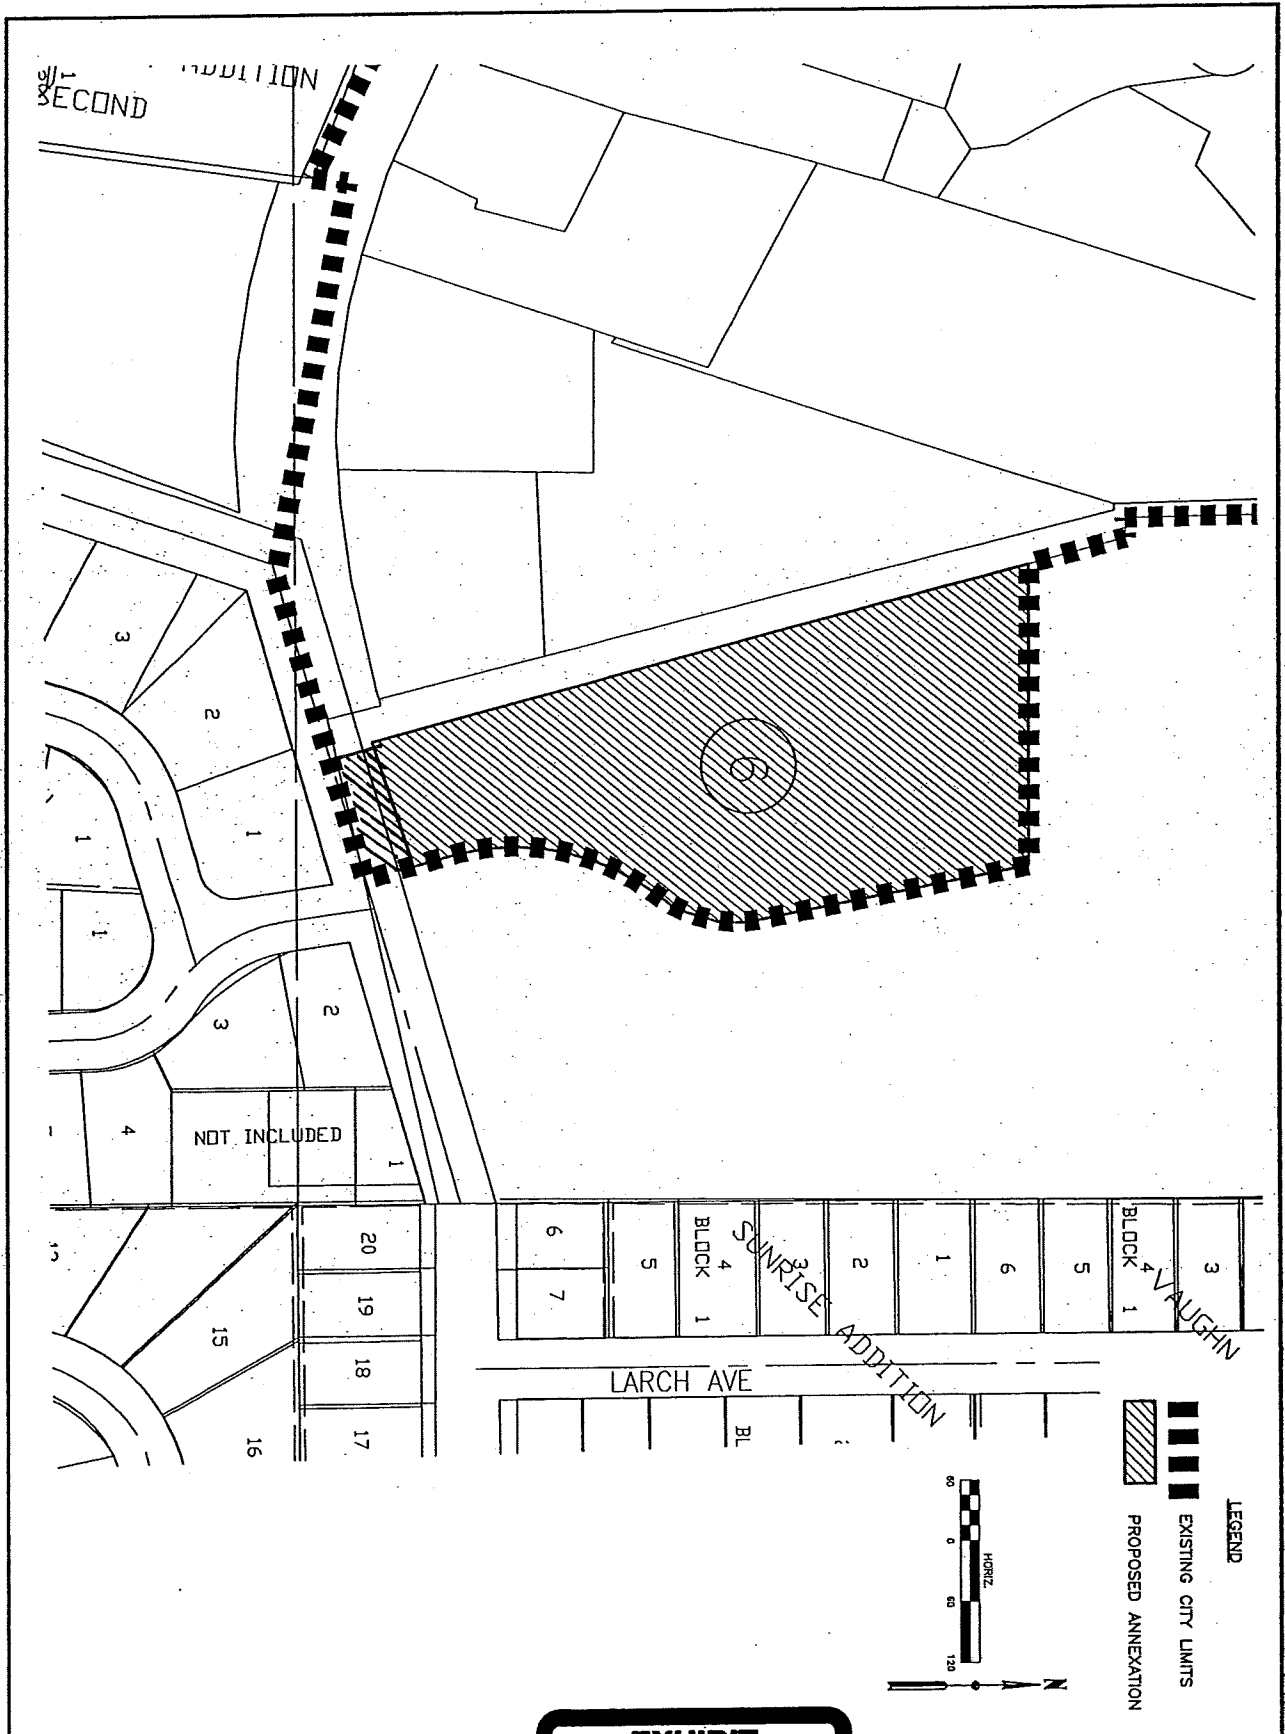 ADDITION
SECOND
3
2
1
1
1
6
2
3
4
NOT INCLUDED
1
20
19
18
17
15
16
6
7
5
BLOCK 1
4
3
2
1
6
5
BLOCK 1
4
3
SUNRISE ADDITION
VAUGHN
LARCH AVE
BL
LEGEND
EXISTING CITY LIMITS
PROPOSED ANNEXATION
HORIZ.
60 0 60 120
N